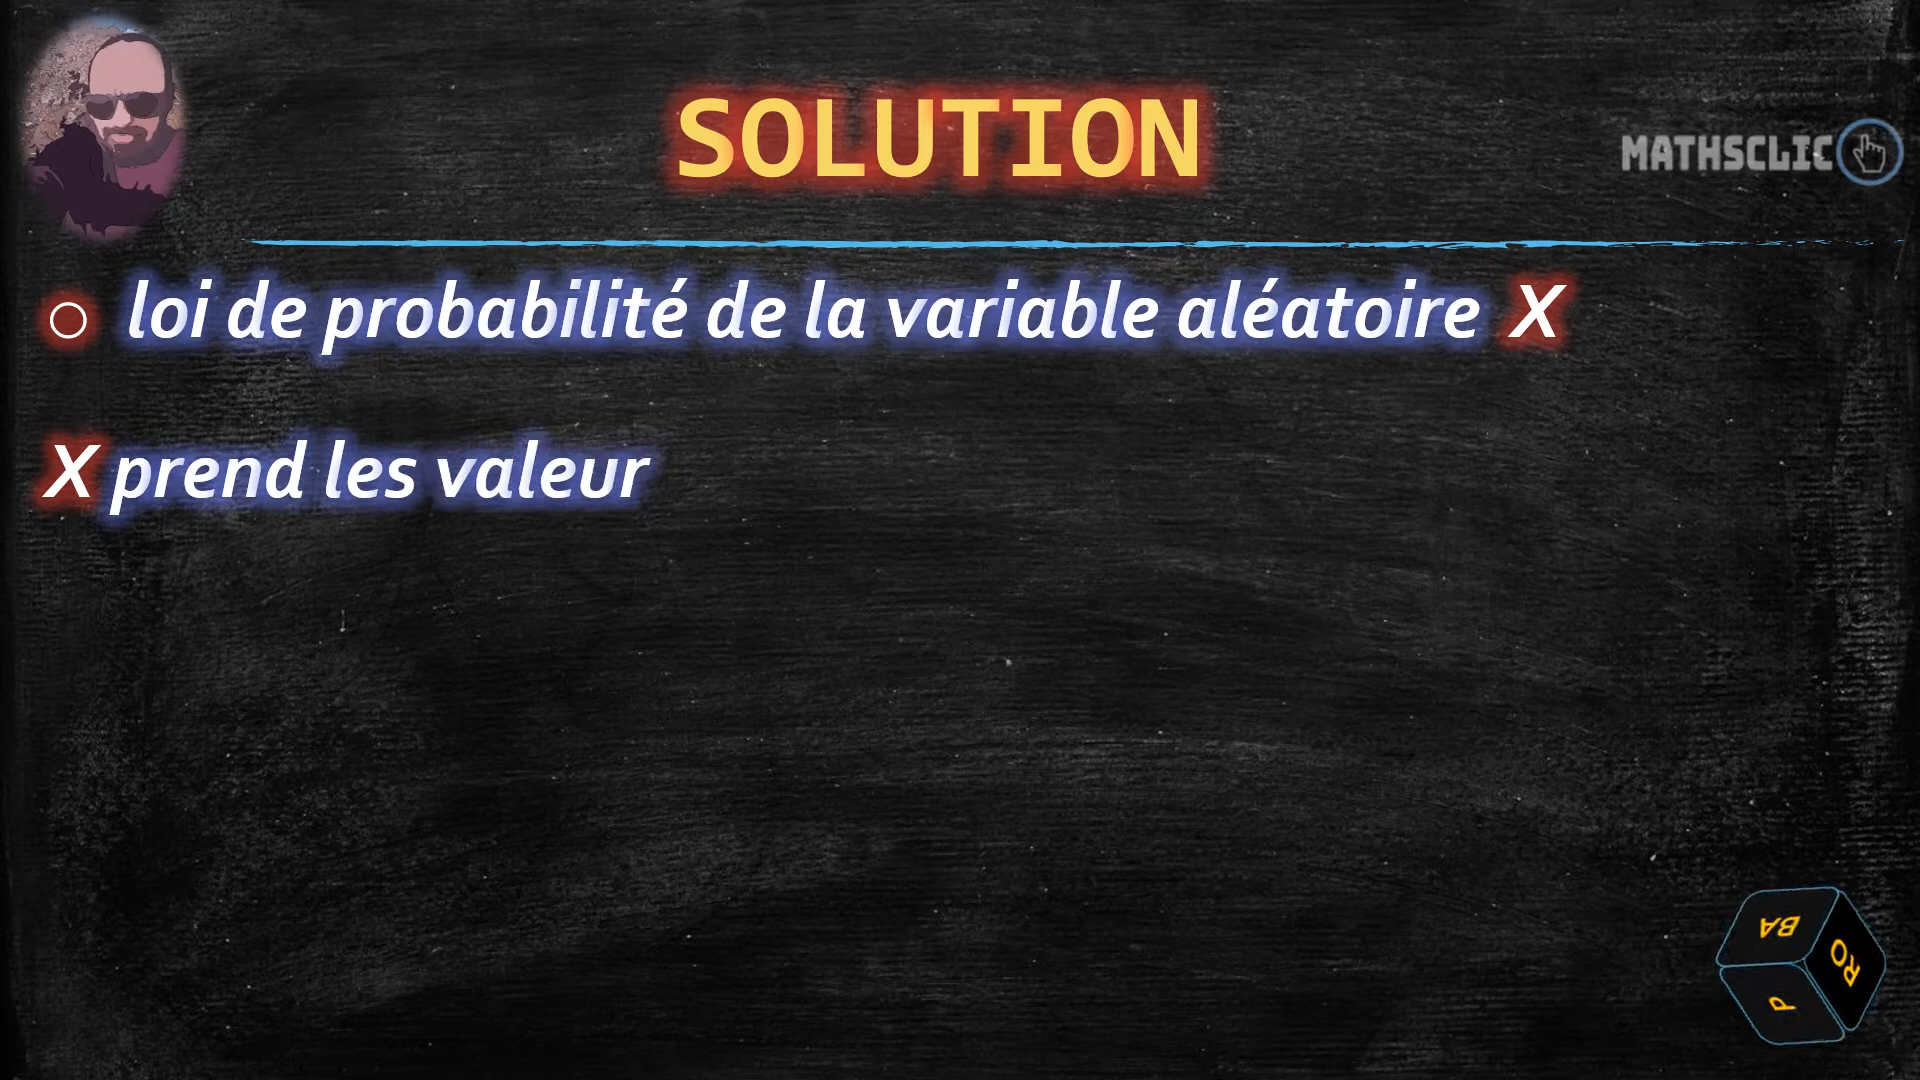 SOLUTION
MATHSCLIC
loi de probabilité de la variable aléatoire X
X prend les valeur
BA
RO
P